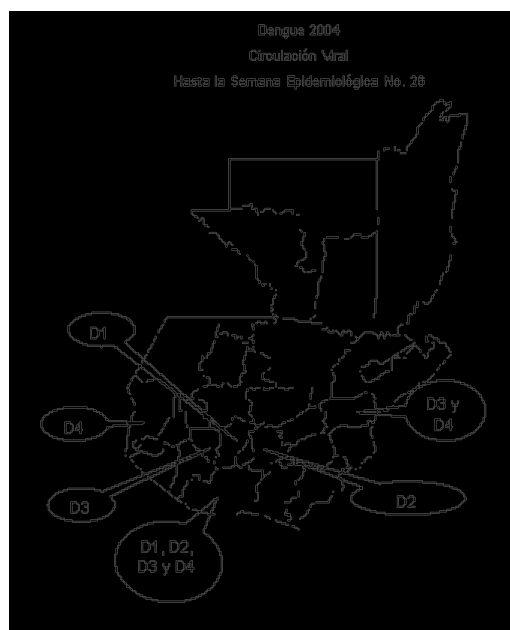 Dengue 2004
Circulación Viral
Hasta la Semana Epidemiológica No. 26
D1
D3 y
D4
D4
D3
D2
D1, D2,
D3 y D4